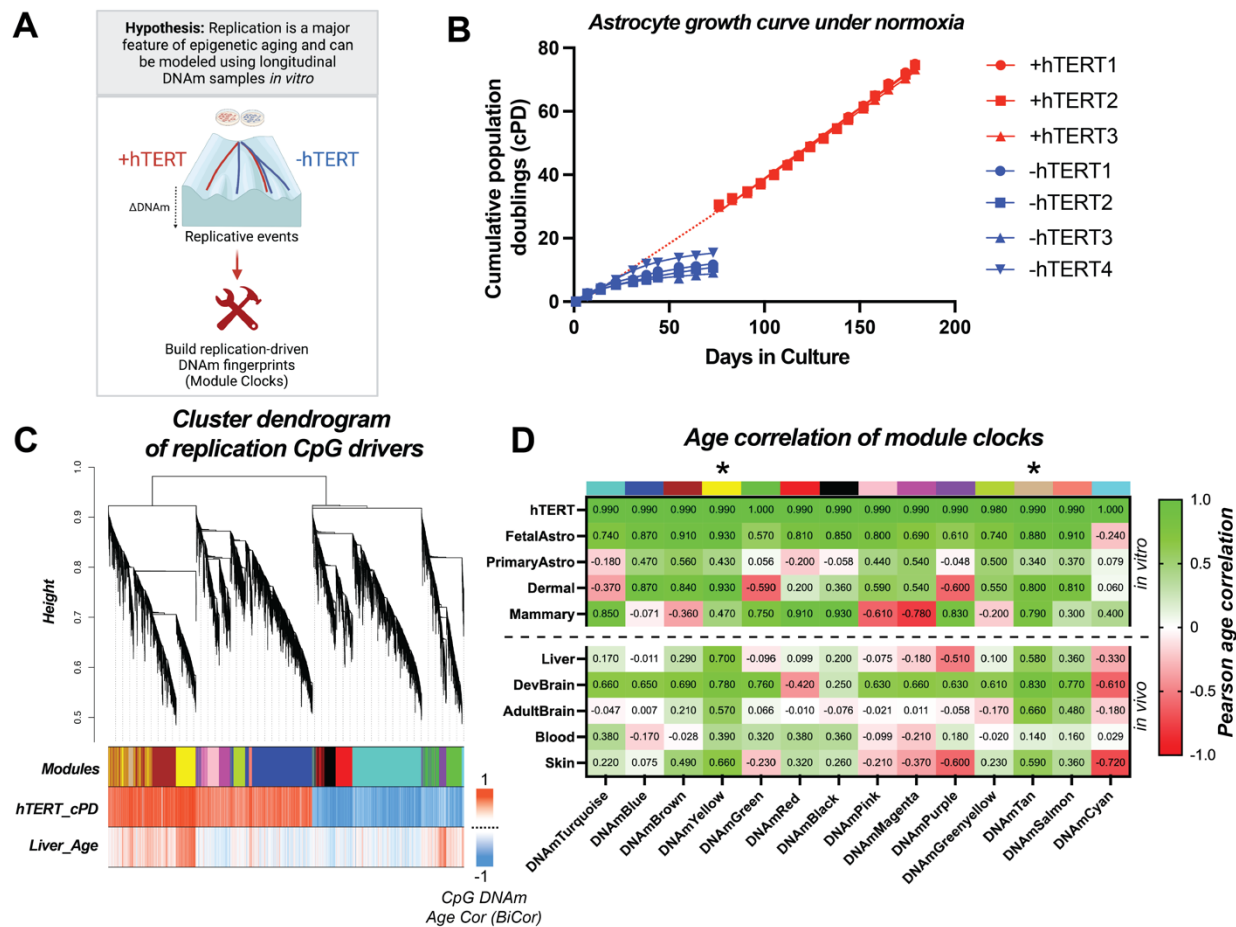 A
Hypothesis: Replication is a major
feature of epigenetic aging and can
be modeled using longitudinal
DNAm samples in vitro
+hTERT
-hTERT
ΔDNAm
Replicative events
Build replication-driven
DNAm fingerprints
(Module Clocks)
B
Astrocyte growth curve under normoxia
Cumulative population
doublings (cPD)
80
60
40
20
0
0 50 100 150 200
Days in Culture
+hTERT1
+hTERT2
+hTERT3
-hTERT1
-hTERT2
-hTERT3
-hTERT4
C
Cluster dendrogram
of replication CpG drivers
Height
1.0
0.9
0.8
0.7
0.6
0.5
Modules
hTERT_cPD
Liver_Age
1
-1
CpG DNAm
Age Cor (BiCor)
D
Age correlation of module clocks
* *
hTERT 0.990 0.990 0.990 0.990 1.000 0.990 0.990 0.990 0.990 0.990 0.980 0.990 0.990 1.000
FetalAstro 0.740 0.870 0.910 0.930 0.570 0.810 0.850 0.800 0.690 0.610 0.740 0.880 0.910 -0.240
PrimaryAstro -0.180 0.470 0.560 0.430 0.056 -0.200 -0.058 0.440 0.540 -0.048 0.500 0.340 0.370 0.079
Dermal -0.370 0.870 0.840 0.930 -0.590 0.200 0.360 0.590 0.540 -0.600 0.550 0.800 0.810 0.060
Mammary 0.850 -0.071 -0.360 0.470 0.750 0.910 0.930 -0.610 -0.780 0.830 -0.200 0.790 0.300 0.400
Liver 0.170 -0.011 0.290 0.700 -0.096 0.099 0.200 -0.075 -0.180 -0.510 0.100 0.580 0.360 -0.330
DevBrain 0.660 0.650 0.690 0.780 0.760 -0.420 0.250 0.630 0.660 0.630 0.610 0.830 0.770 -0.610
AdultBrain -0.047 0.007 0.210 0.570 0.066 -0.010 -0.076 -0.021 0.011 -0.058 -0.170 0.660 0.480 -0.180
Blood 0.380 -0.170 -0.028 0.390 0.320 0.380 0.360 -0.099 -0.210 0.180 -0.020 0.140 0.160 0.029
Skin 0.220 0.075 0.490 0.660 -0.230 0.320 0.260 -0.210 -0.370 -0.600 0.230 0.590 0.360 -0.720
DNAmTurquoise
DNAmBlue
DNAmBrown
DNAmYellow
DNAmGreen
DNAmRed
DNAmBlack
DNAmPink
DNAmMagenta
DNAmPurple
DNAmGreenyellow
DNAmTan
DNAmSalmon
DNAmCyan
in vitro
in vivo
1.0
0.5
0
-0.5
-1.0
Pearson age correlation